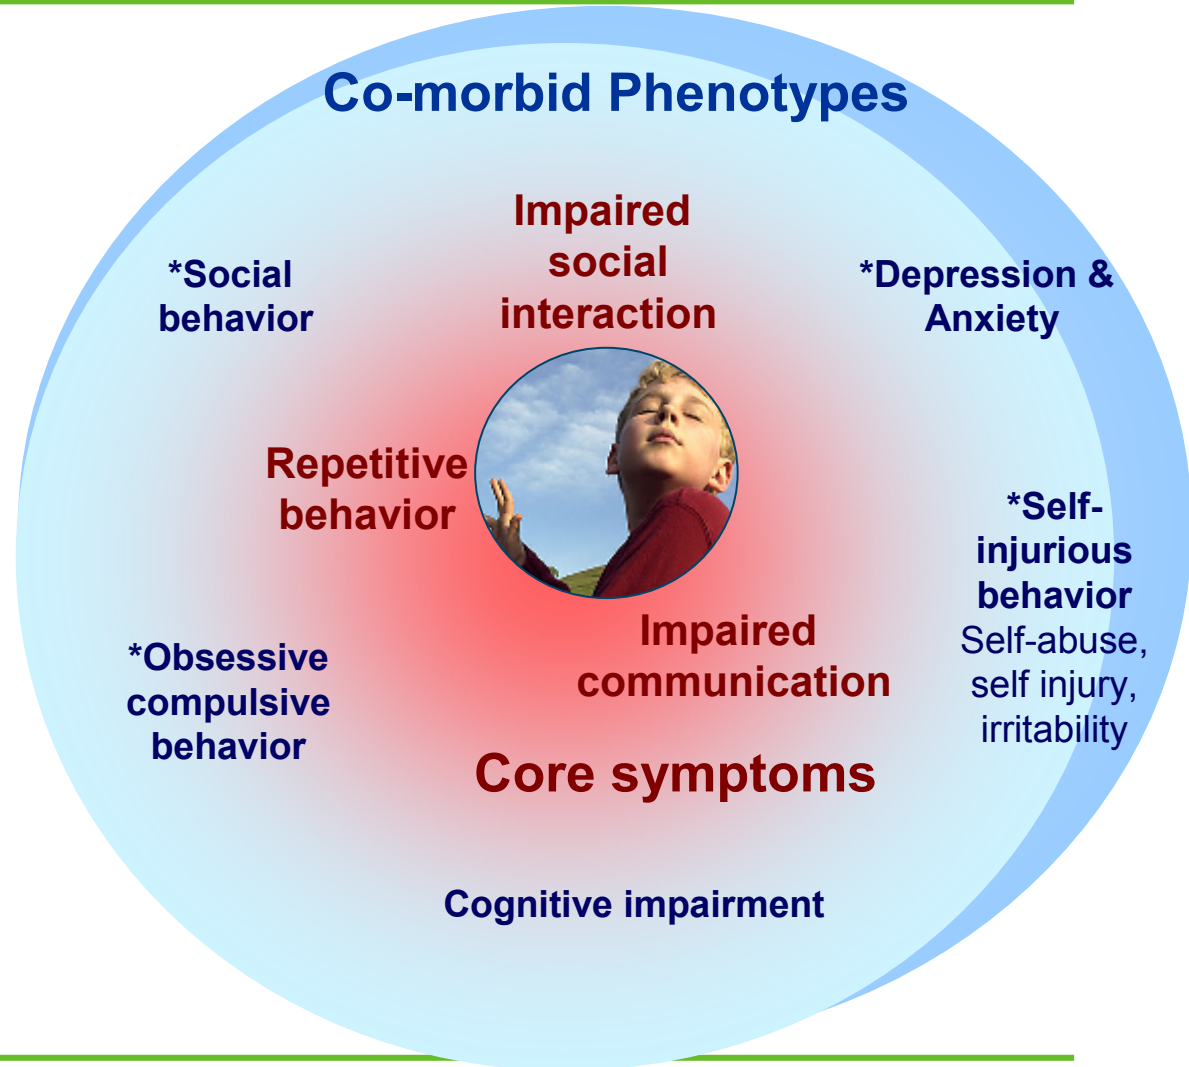 Co-morbid Phenotypes
Impaired
social
interaction
*Social
behavior
*Depression &
Anxiety
Repetitive
behavior
*Self-
injurious
behavior
Self-abuse,
self injury,
irritability
Impaired
communication
*Obsessive
compulsive
behavior
Core symptoms
Cognitive impairment